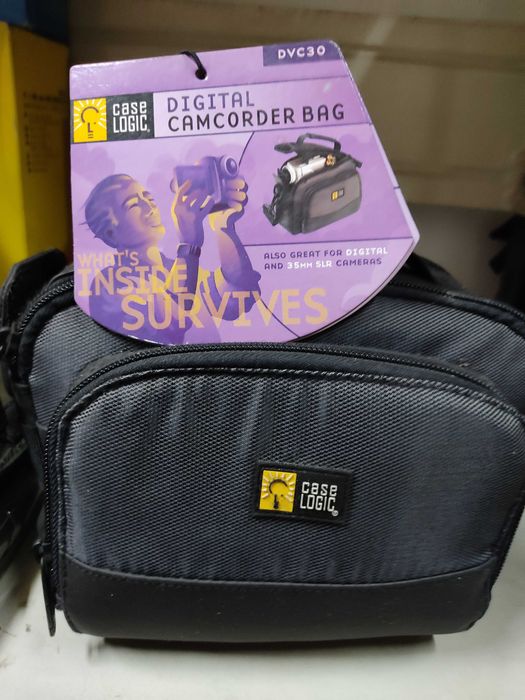 DVC30
case
LOGIC®
DIGITAL
CAMCORDER BAG
ALSO GREAT FOR DIGITAL
AND 35MM SLR CAMERAS
WHAT'S
INSIDE
SURVIVES
case
LOGIC®